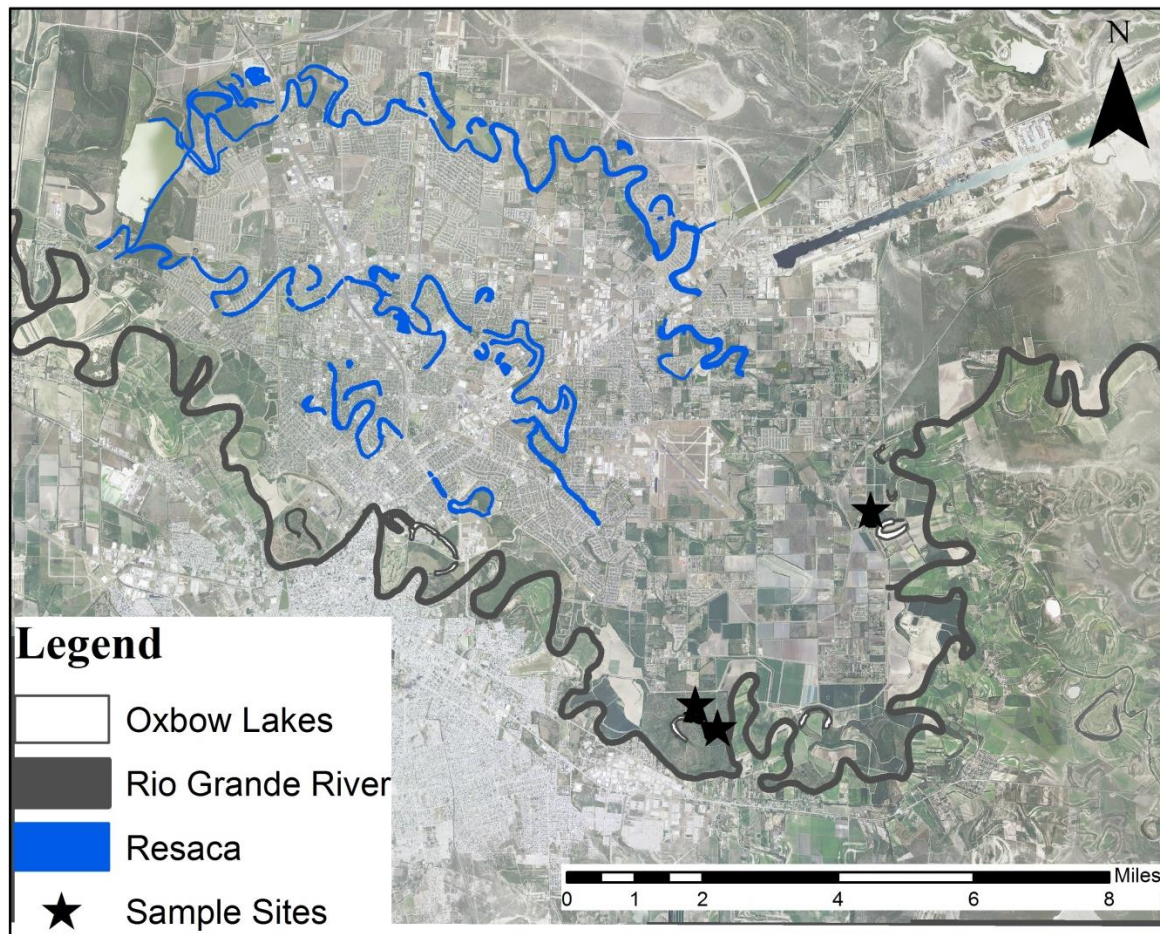 N
Legend
Oxbow Lakes
Rio Grande River
Resaca
Sample Sites
Miles
0 1 2 4 6 8